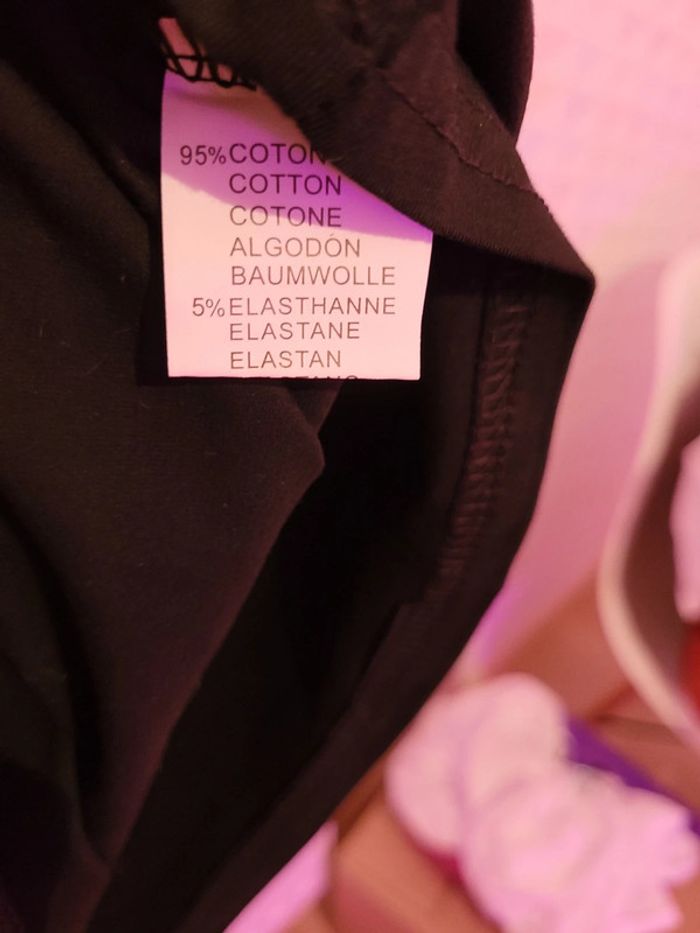 95% COTON
COTTON
COTONE
ALGODÓN
BAUMWOLLE
5% ELASTHANNE
ELASTANE
ELASTAN